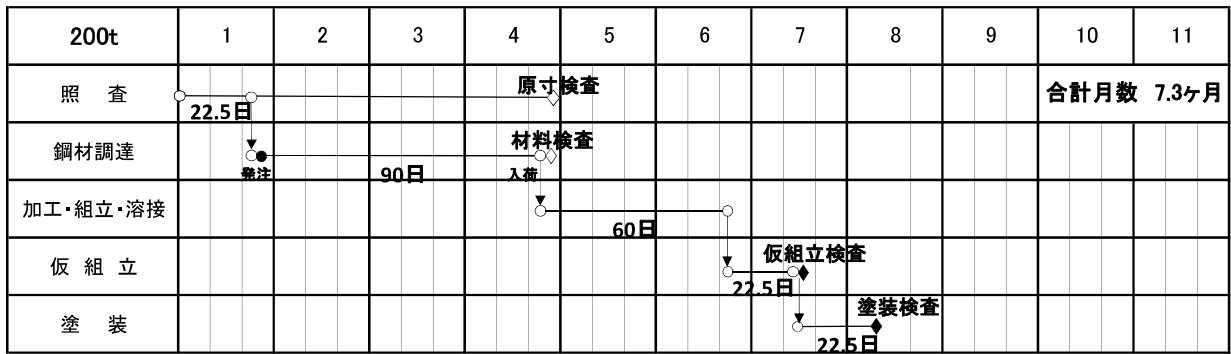 200t 1 2 3 4 5 6 7 8 9 10 11
照 査 22.5日 原寸検査 合計月数 7.3ヶ月
鋼材調達 発注 90日 入荷 材料検査
加工・組立・溶接 60日
仮 組 立 22.5日 仮組立検査
塗 装 22.5日 塗装検査